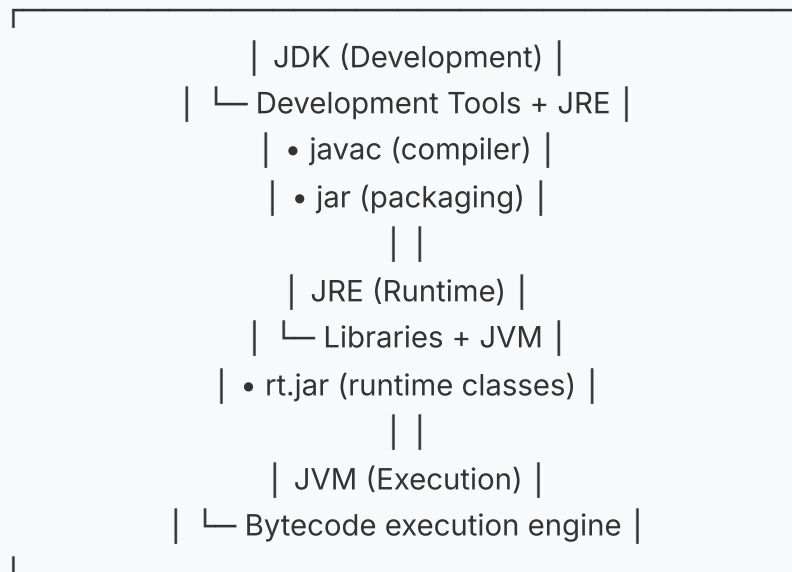 ┌──────────────────────────
│ JDK (Development) │
│ └─ Development Tools + JRE │
│ • javac (compiler) │
│ • jar (packaging) │
│ │
│ JRE (Runtime) │
│ └─ Libraries + JVM │
│ • rt.jar (runtime classes) │
│ │
│ JVM (Execution) │
│ └─ Bytecode execution engine │